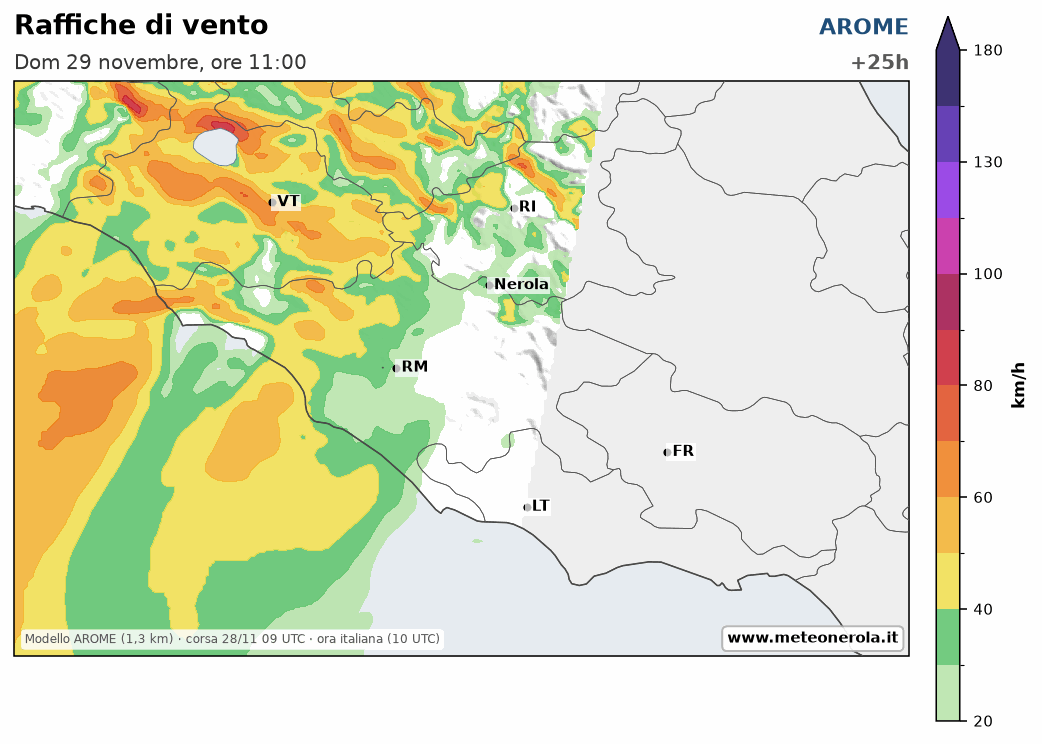 Raffiche di vento
AROME
Dom 29 novembre, ore 11:00
+25h
VT
RI
Nerola
RM
FR
LT
Modello AROME (1,3 km) · corsa 28/11 09 UTC · ora italiana (10 UTC)
www.meteonerola.it
180
130
100
80
60
40
20
km/h